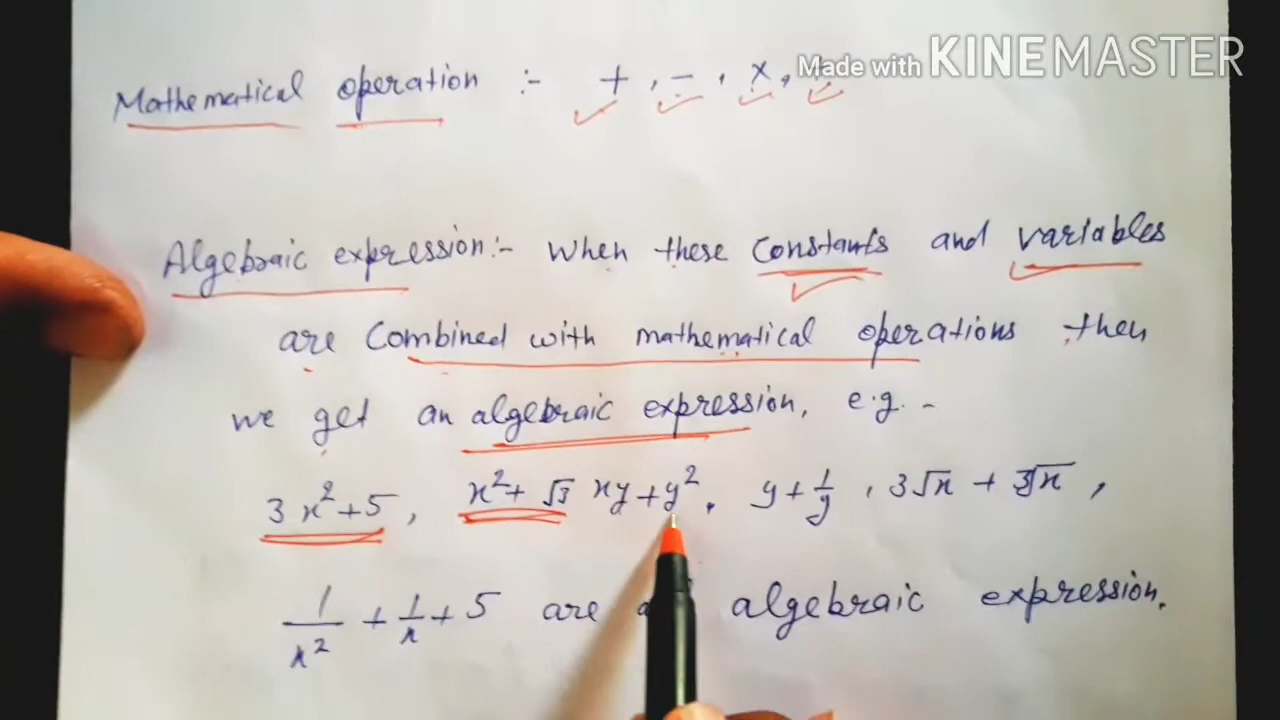 Made with KINEMASTER
Mathematical operation :- + , - , × ,
Algebraic expression:- when these constants and variables
are combined with mathematical operations then
we get an algebraic expression, e.g. -
3x²+5, x²+ √3 xy+y², y+1/y, 3√x + ∛x,
1/x² + 1/x + 5 are algebraic expression.